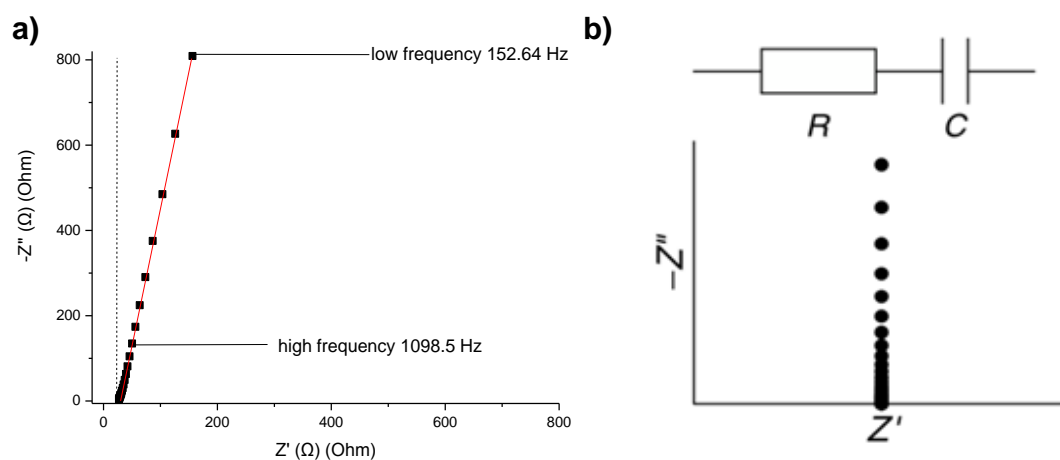 a)
800
600
400
200
0
-Z" (Ω) (Ohm)
low frequency 152.64 Hz
high frequency 1098.5 Hz
0 200 400 600 800
Z' (Ω) (Ohm)
b)
R C
–Z"
Z'